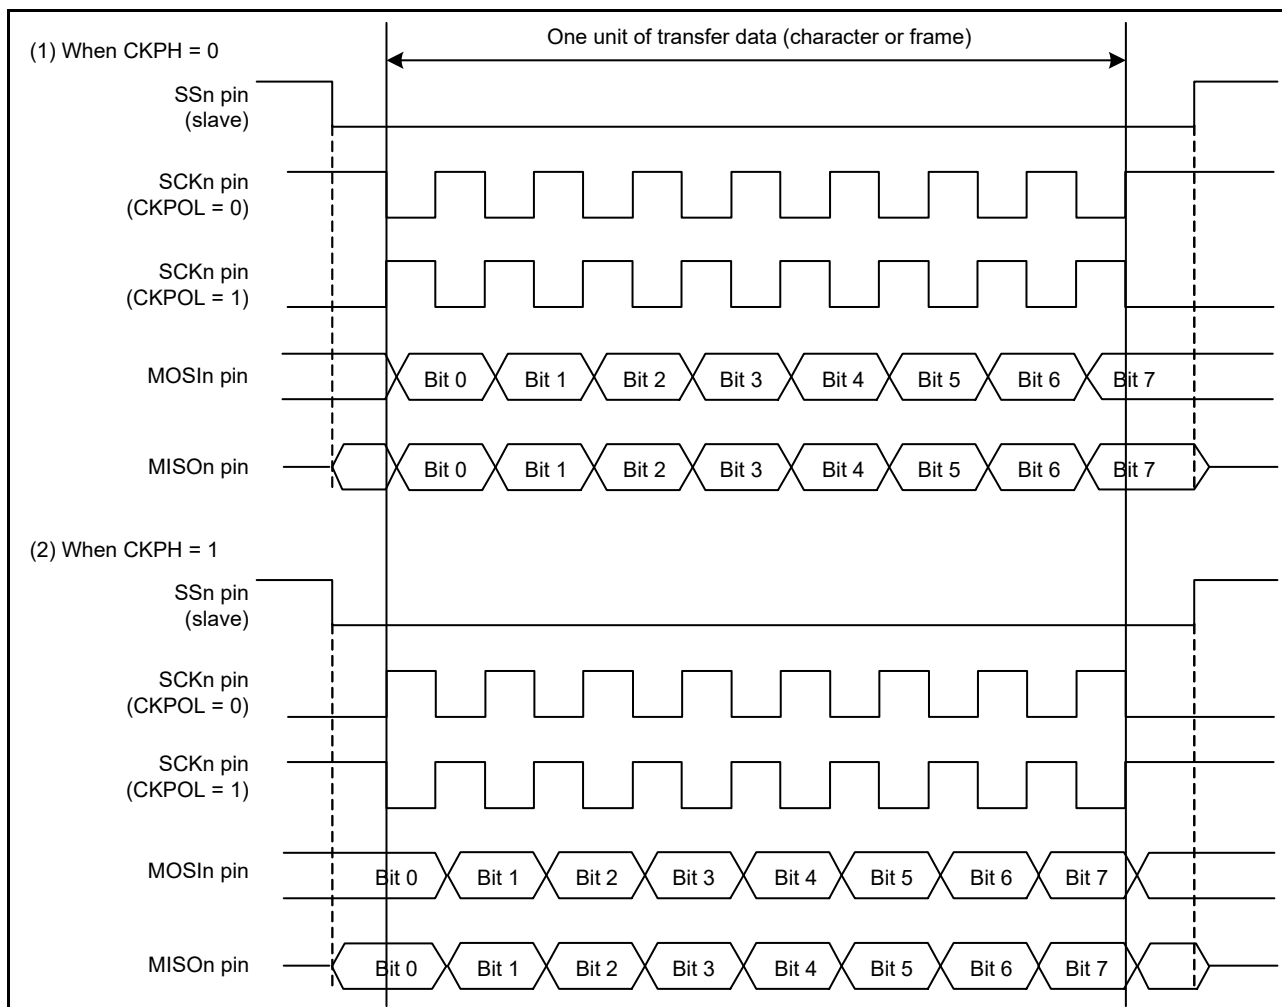 One unit of transfer data (character or frame)
(1) When CKPH = 0
SSn pin
(slave)
SCKn pin
(CKPOL = 0)
SCKn pin
(CKPOL = 1)
MOSIn pin
Bit 0 Bit 1 Bit 2 Bit 3 Bit 4 Bit 5 Bit 6 Bit 7
MISOn pin
Bit 0 Bit 1 Bit 2 Bit 3 Bit 4 Bit 5 Bit 6 Bit 7
(2) When CKPH = 1
SSn pin
(slave)
SCKn pin
(CKPOL = 0)
SCKn pin
(CKPOL = 1)
MOSIn pin
Bit 0 Bit 1 Bit 2 Bit 3 Bit 4 Bit 5 Bit 6 Bit 7
MISOn pin
Bit 0 Bit 1 Bit 2 Bit 3 Bit 4 Bit 5 Bit 6 Bit 7